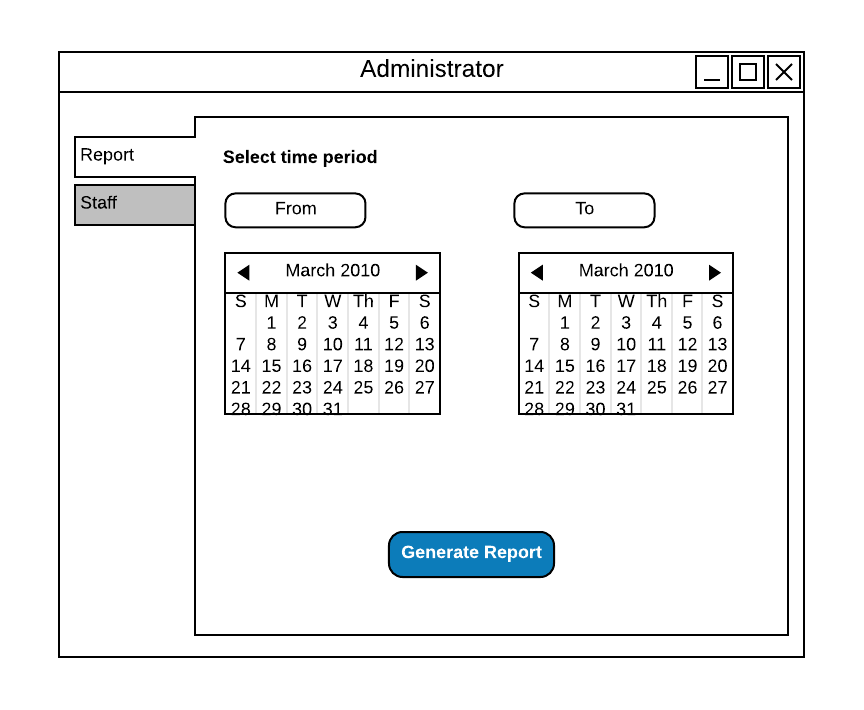 Administrator
Report
Staff
Select time period
From To
March 2010 March 2010
S M T W Th F S S M T W Th F S
1 2 3 4 5 6 1 2 3 4 5 6
7 8 9 10 11 12 13 7 8 9 10 11 12 13
14 15 16 17 18 19 20 14 15 16 17 18 19 20
21 22 23 24 25 26 27 21 22 23 24 25 26 27
28 29 30 31 28 29 30 31
Generate Report